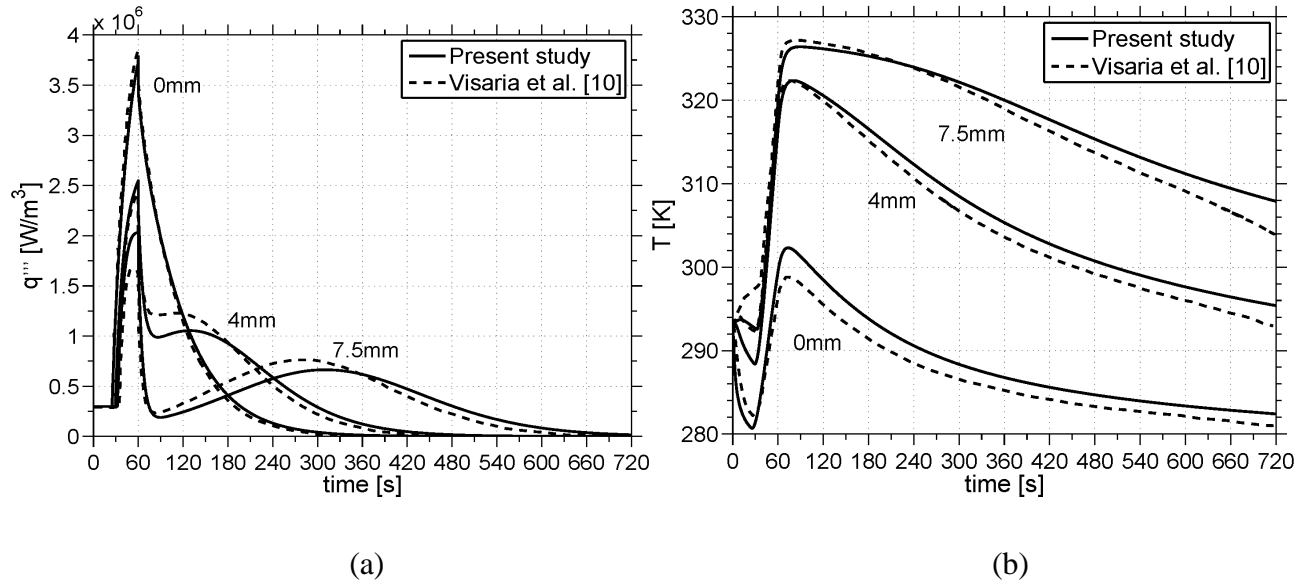 x 10^6
4
3.5
3
2.5
2
1.5
1
0.5
0
q''' [W/m^3]
0 60 120 180 240 300 360 420 480 540 600 660 720
time [s]
Present study
Visaria et al. [10]
0mm
4mm
7.5mm
(a)
330
320
310
300
290
280
T [K]
0 60 120 180 240 300 360 420 480 540 600 660 720
time [s]
Present study
Visaria et al. [10]
7.5mm
4mm
0mm
(b)